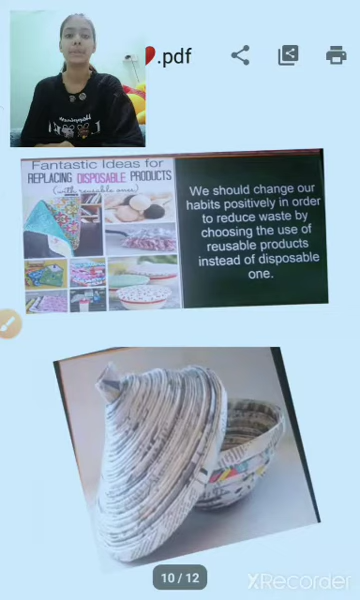 .pdf
Fantastic Ideas for
REPLACING DISPOSABLE PRODUCTS
(with reusable ones)
We should change our
habits positively in order
to reduce waste by
choosing the use of
reusable products
instead of disposable
one.
10 / 12
XRecorder